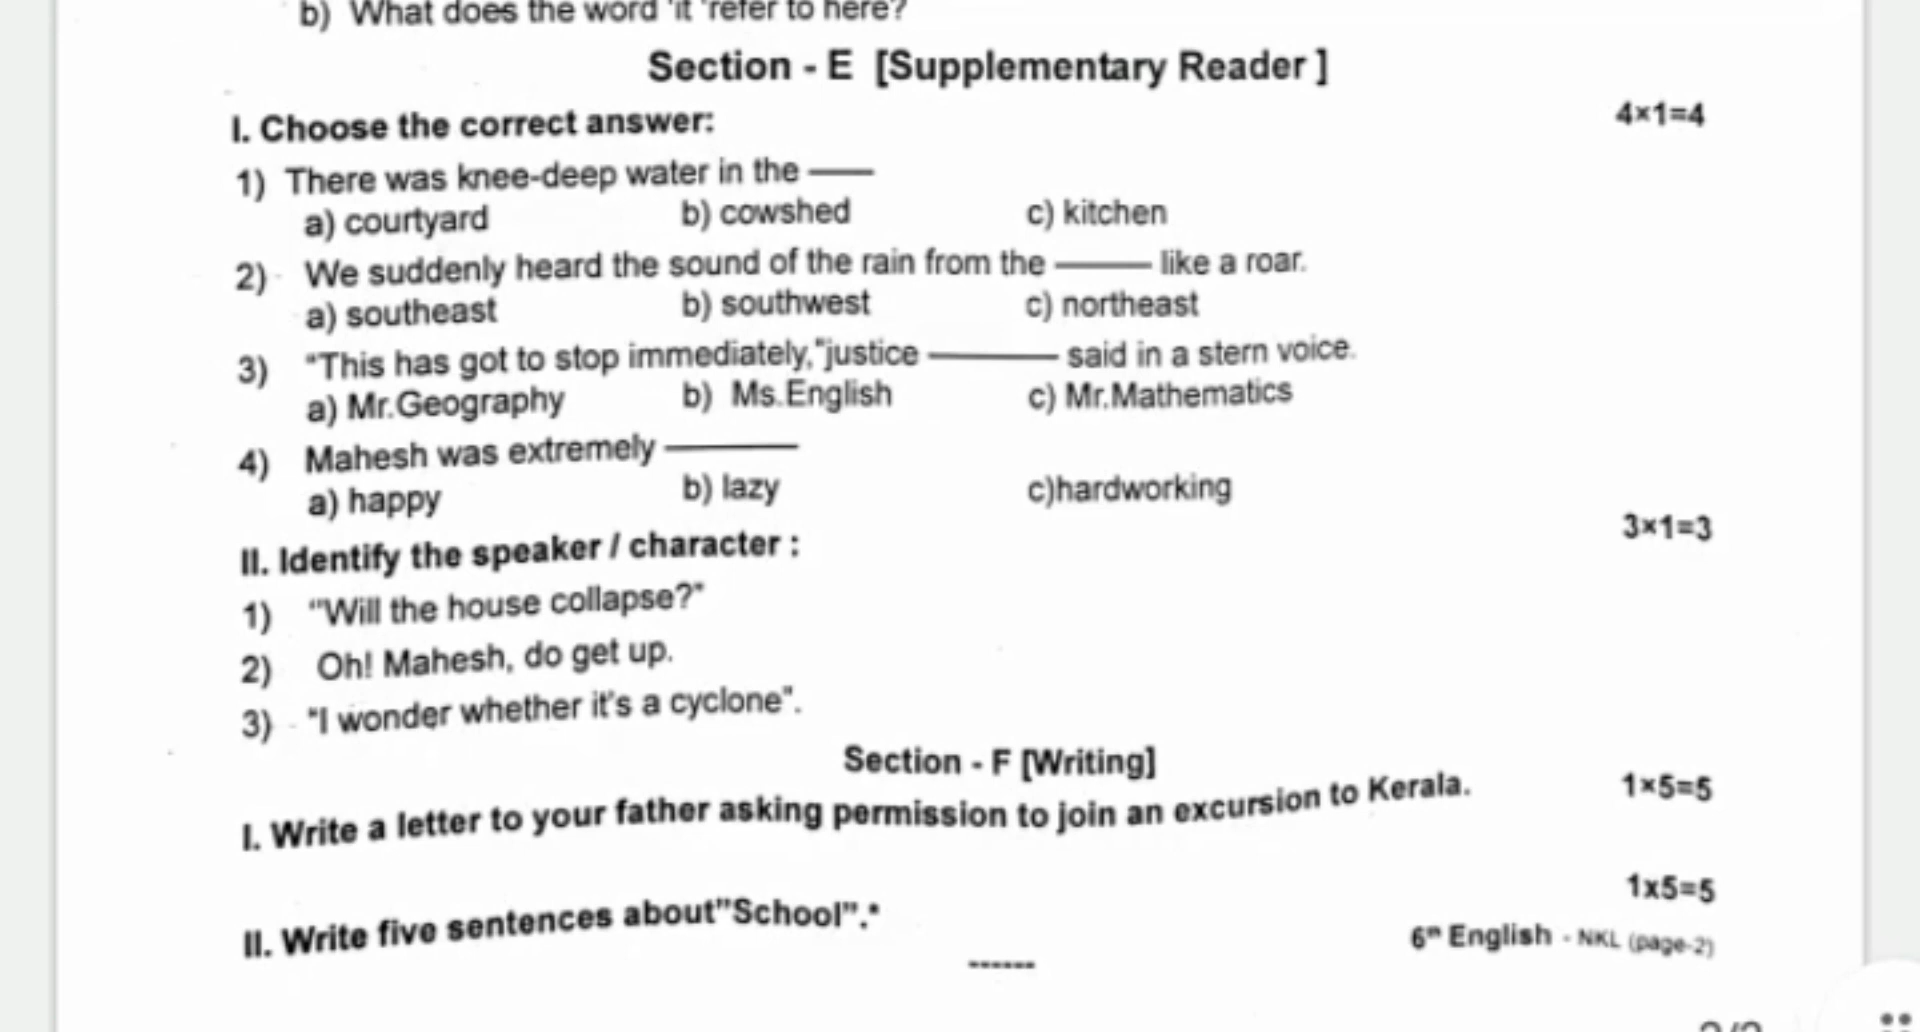 b) What does the word 'it 'refer to here?
Section - E [Supplementary Reader ]
I. Choose the correct answer: 4×1=4
1) There was knee-deep water in the ——
a) courtyard b) cowshed c) kitchen
2) We suddenly heard the sound of the rain from the ——— like a roar.
a) southeast b) southwest c) northeast
3) "This has got to stop immediately,"justice ———— said in a stern voice.
a) Mr.Geography b) Ms.English c) Mr.Mathematics
4) Mahesh was extremely ————
a) happy b) lazy c)hardworking
II. Identify the speaker / character : 3×1=3
1) "Will the house collapse?"
2) Oh! Mahesh, do get up.
3) "I wonder whether it's a cyclone".
Section - F [Writing]
I. Write a letter to your father asking permission to join an excursion to Kerala. 1×5=5
1x5=5
II. Write five sentences about"School".*
6th English - NKL (page-2)
-------